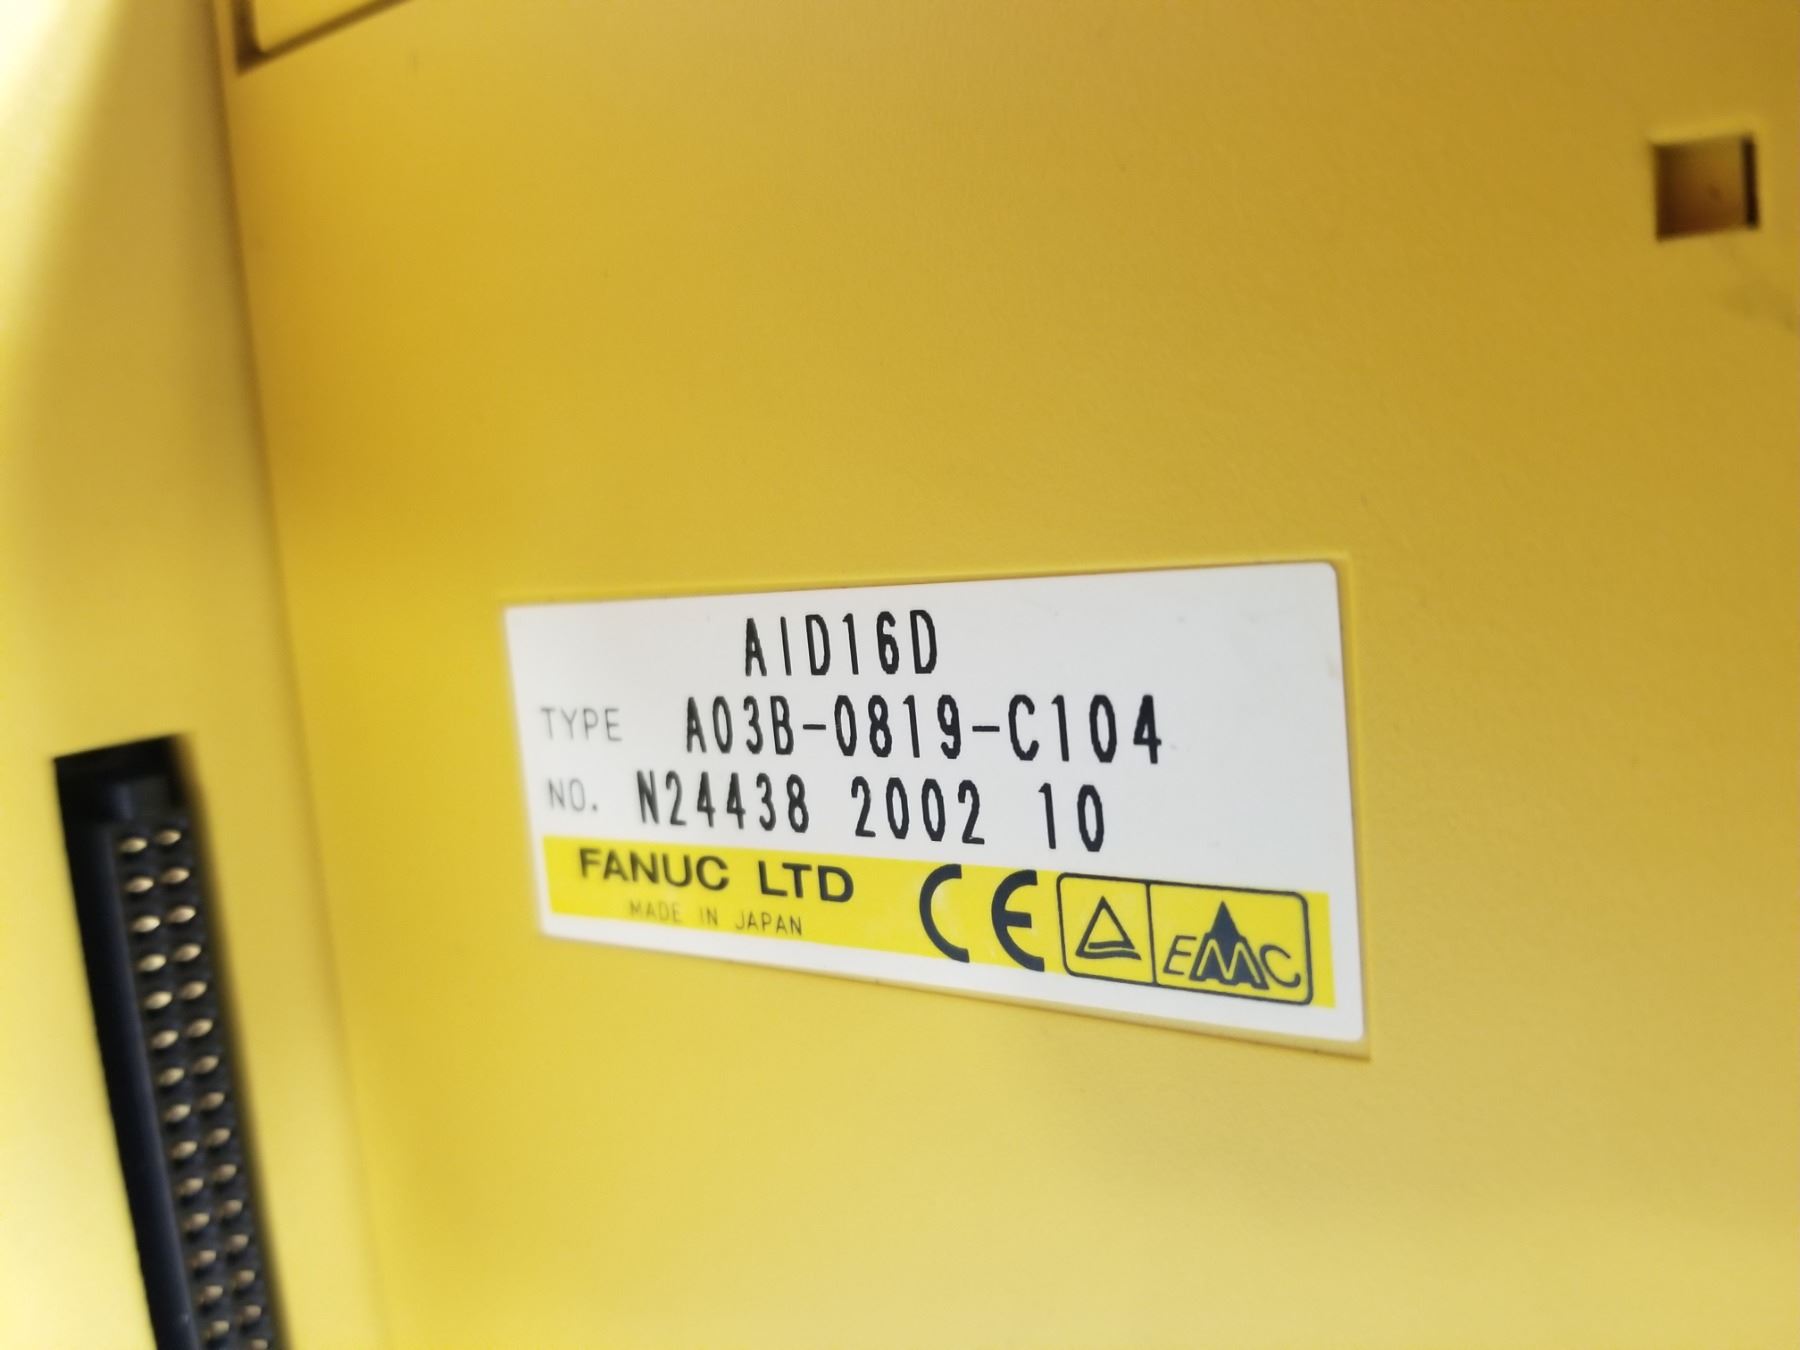 AID16D
TYPE A03B-0819-C104
NO. N24438 2002 10
FANUC LTD
MADE IN JAPAN
CE
EMC